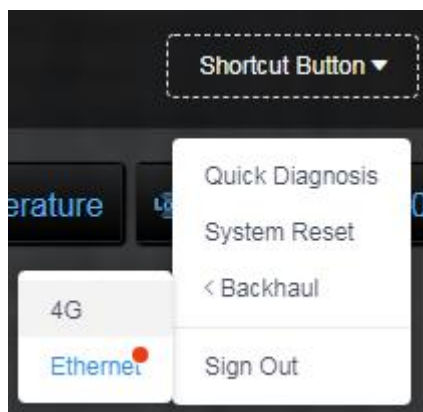 Shortcut Button
erature
Quick Diagnosis
System Reset
< Backhaul
4G
Ethernet
Sign Out